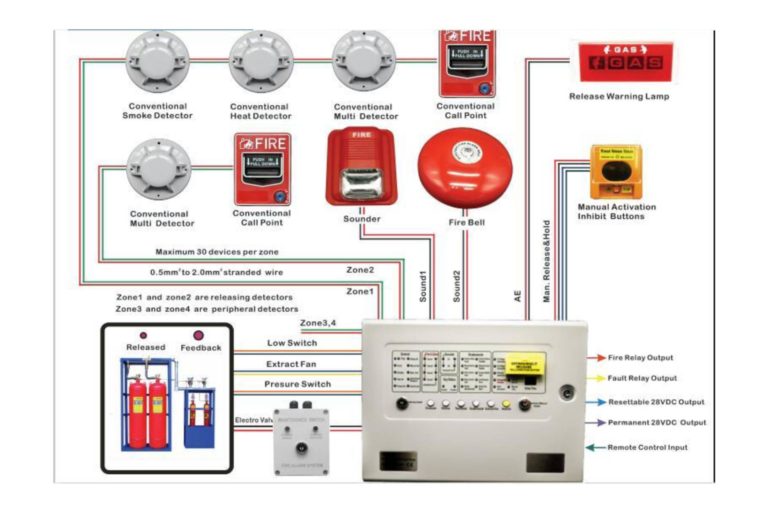 FIRE
GAS
GAS
Release Warning Lamp
Conventional
Smoke Detector
Conventional
Heat Detector
Conventional
Multi Detector
Conventional
Call Point
FIRE
PUSH IN
PULL DOWN
FIRE
Conventional
Multi Detector
Conventional
Call Point
Sounder
Fire Bell
Manual Activation
Inhibit Buttons
Maximum 30 devices per zone
0.5mm² to 2.0mm² stranded wire
Zone2
Zone1
Zone1 and zone2 are releasing detectors
Zone3 and zone4 are peripheral detectors
Zone3,4
Sound1
Sound2
AE
Man. Release&Hold
Released
Feedback
Low Switch
Extract Fan
Presure Switch
Electro Valv
Fire Relay Output
Fault Relay Output
Resettable 28VDC Output
Permanent 28VDC Output
Remote Control Input